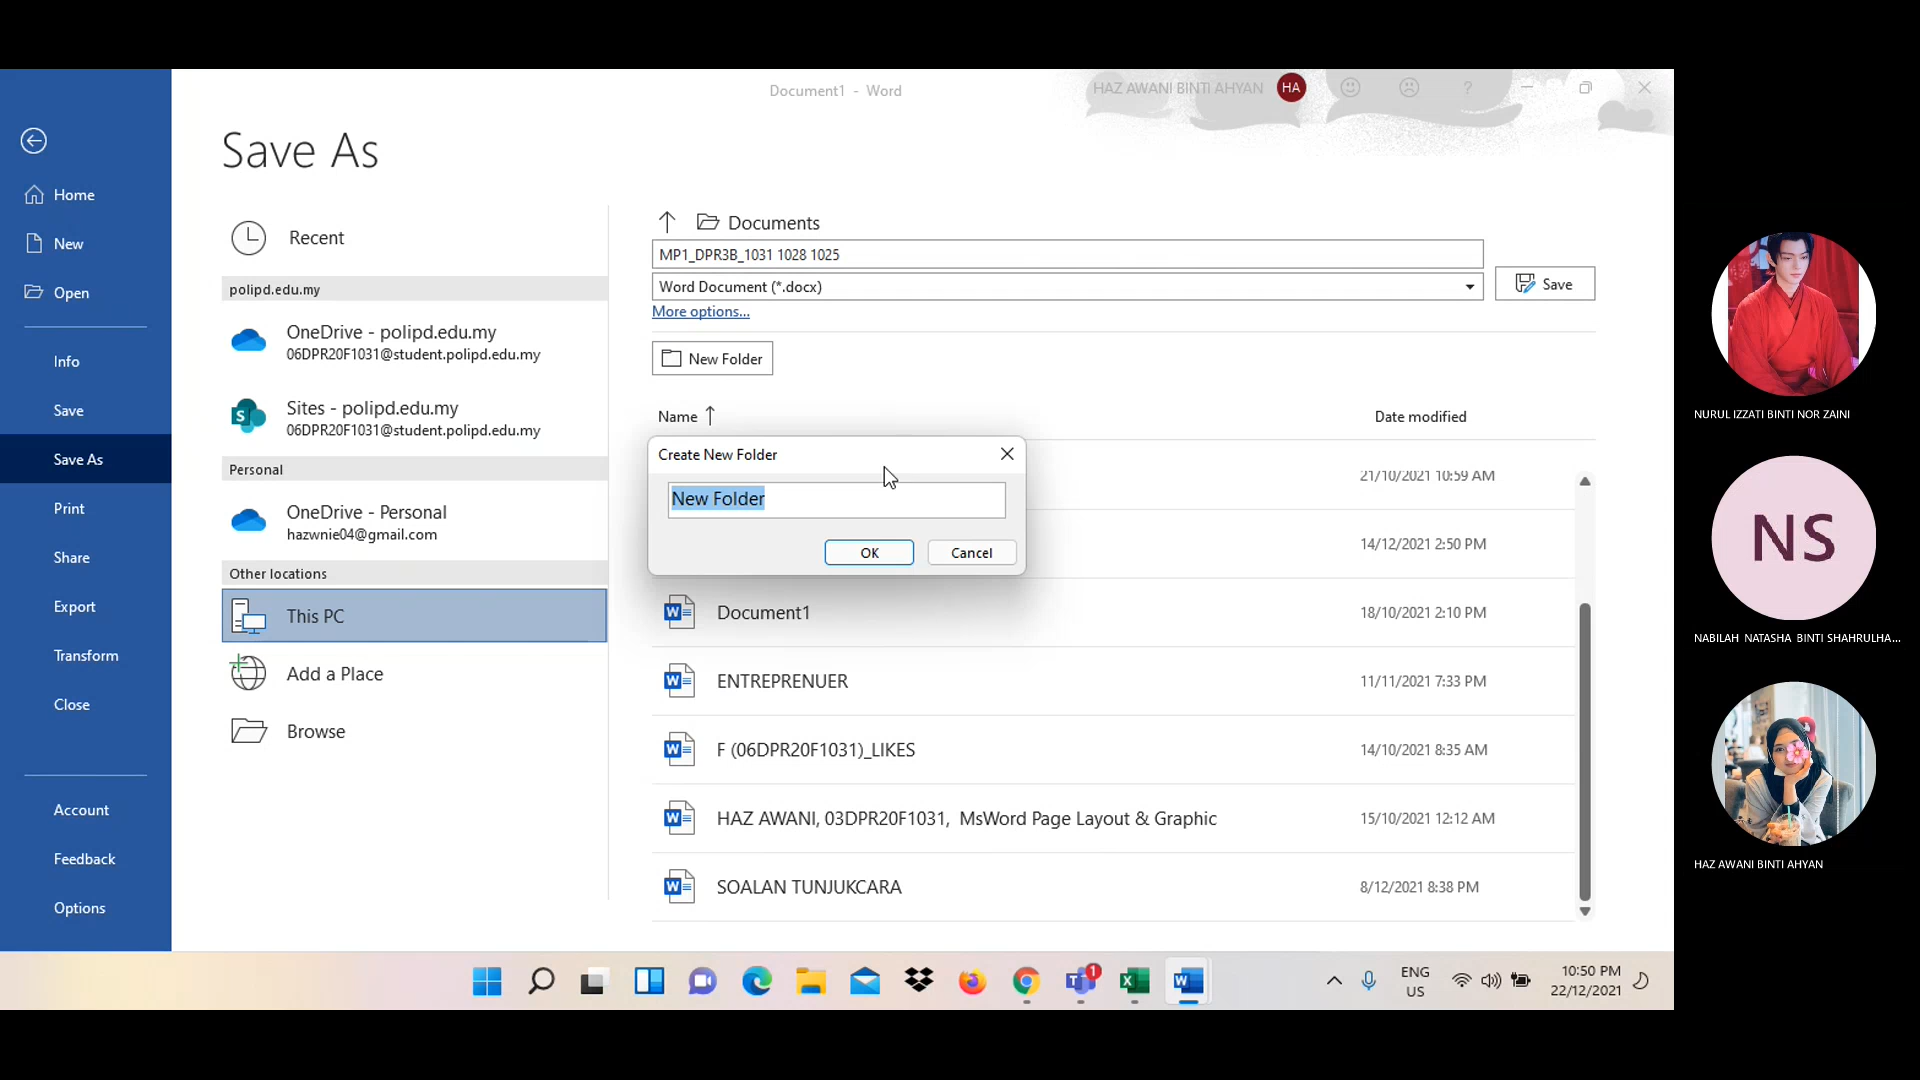 Document1 - Word
HAZ AWANI BINTI AHYAN
HA
?
Home
New
Open
Info
Save
Save As
Print
Share
Export
Transform
Close
Account
Feedback
Options
Save As
Recent
polipd.edu.my
OneDrive - polipd.edu.my
06DPR20F1031@student.polipd.edu.my
S
Sites - polipd.edu.my
06DPR20F1031@student.polipd.edu.my
Personal
OneDrive - Personal
hazwnie04@gmail.com
Other locations
This PC
Add a Place
Browse
Documents
MP1_DPR3B_1031 1028 1025
Word Document (*.docx)
Save
More options...
New Folder
Name
Date modified
21/10/2021 10:59 AM
14/12/2021 2:50 PM
Create New Folder
New Folder
OK
Cancel
W
Document1
18/10/2021 2:10 PM
W
ENTREPRENUER
11/11/2021 7:33 PM
W
F (06DPR20F1031)_LIKES
14/10/2021 8:35 AM
W
HAZ AWANI, 03DPR20F1031, MsWord Page Layout & Graphic
15/10/2021 12:12 AM
W
SOALAN TUNJUKCARA
8/12/2021 8:38 PM
T
1
X
W
ENG
US
10:50 PM
22/12/2021
NURUL IZZATI BINTI NOR ZAINI
NS
NABILAH NATASHA BINTI SHAHRULHA...
HAZ AWANI BINTI AHYAN